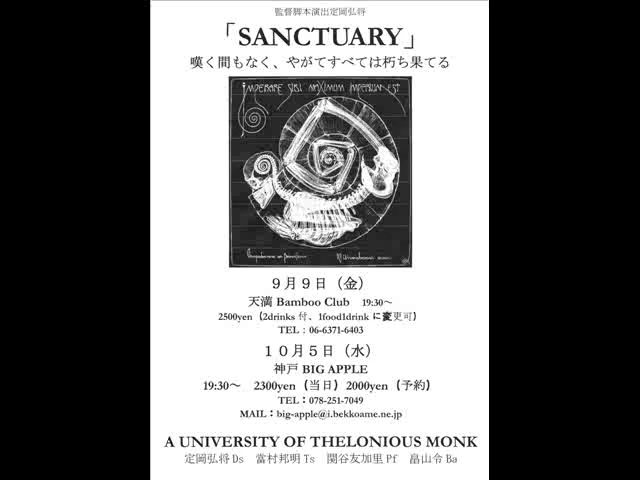 監督脚本演出定岡弘将
「SANCTUARY」
嘆く間もなく、やがてすべては朽ち果てる
IMPERARE SIBI MAXIMUM IMPERIUM EST
9月9日（金）
天満 Bamboo Club 19:30～
2500yen（2drinks 付、1food1drink に変更可）
TEL：06-6371-6403
10月5日（水）
神戸 BIG APPLE
19:30～ 2300yen（当日）2000yen（予約）
TEL：078-251-7049
MAIL：big-apple@i.bekkoame.ne.jp
A UNIVERSITY OF THELONIOUS MONK
定岡弘将 Ds 當村邦明 Ts 関谷友加里 Pf 畠山令 Ba